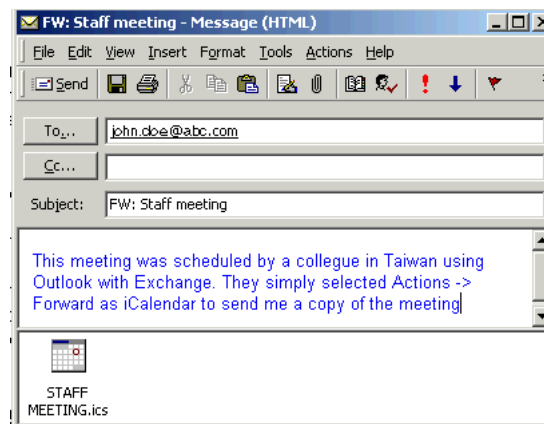 FW: Staff meeting - Message (HTML)
File Edit View Insert Format Tools Actions Help
Send
To... john.doe@abc.com
Cc...
Subject: FW: Staff meeting
This meeting was scheduled by a collegue in Taiwan using
Outlook with Exchange. They simply selected Actions ->
Forward as iCalendar to send me a copy of the meeting
STAFF
MEETING.ics